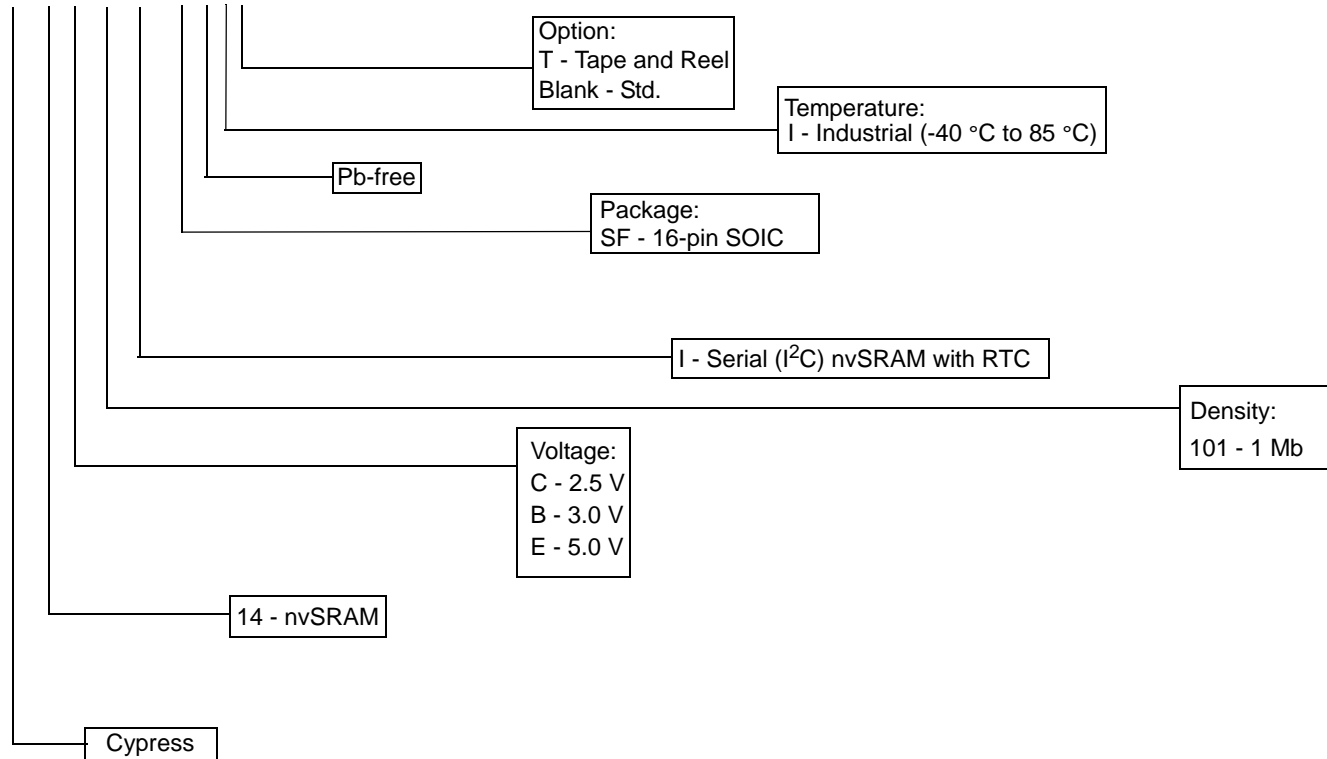 Option:
T - Tape and Reel
Blank - Std.
Temperature:
I - Industrial (-40 °C to 85 °C)
Pb-free
Package:
SF - 16-pin SOIC
I - Serial (I2C) nvSRAM with RTC
Density:
101 - 1 Mb
Voltage:
C - 2.5 V
B - 3.0 V
E - 5.0 V
14 - nvSRAM
Cypress